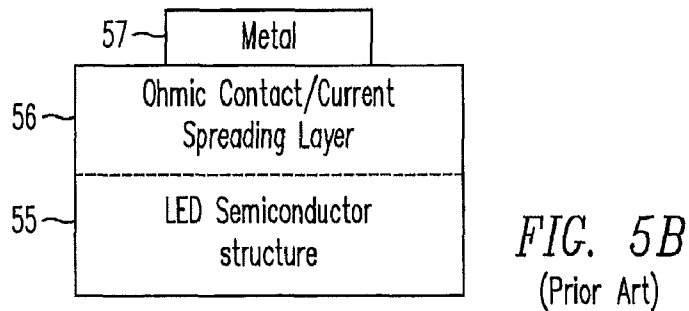 57
Metal
56
Ohmic Contact/Current
Spreading Layer
55
LED Semiconductor
structure
FIG. 5B
(Prior Art)